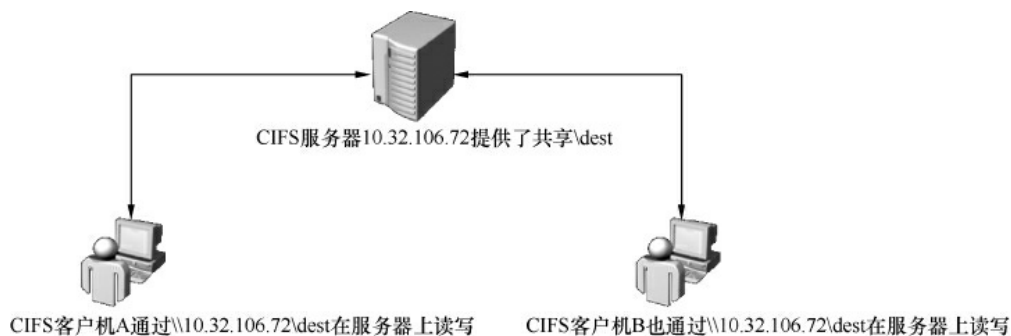 CIFS服务器10.32.106.72提供了共享\dest
CIFS客户机A通过\\10.32.106.72\dest在服务器上读写
CIFS客户机B也通过\\10.32.106.72\dest在服务器上读写